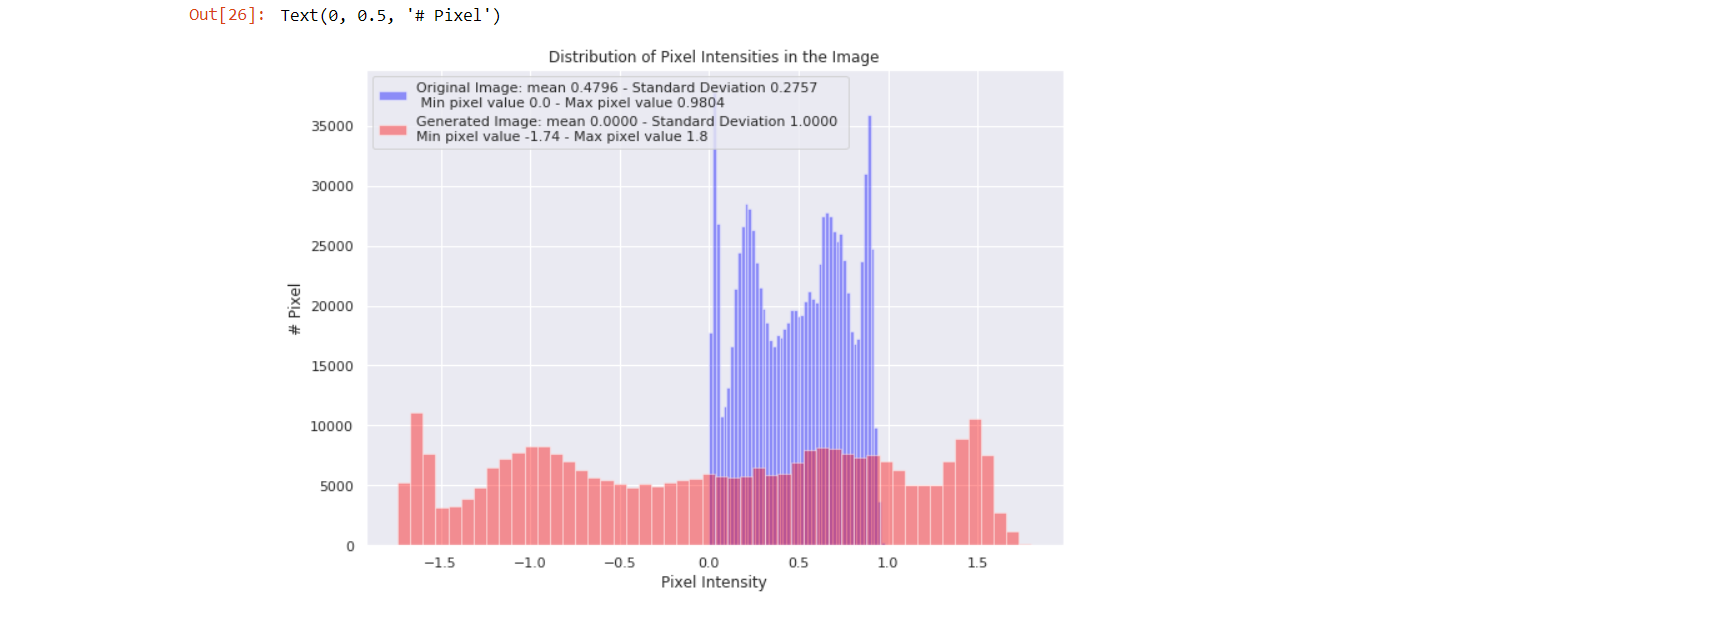 Out[26]: Text(0, 0.5, '# Pixel')
Distribution of Pixel Intensities in the Image
Original Image: mean 0.4796 - Standard Deviation 0.2757
Min pixel value 0.0 - Max pixel value 0.9804
Generated Image: mean 0.0000 - Standard Deviation 1.0000
Min pixel value -1.74 - Max pixel value 1.8
35000
30000
25000
20000
15000
10000
5000
0
# Pixel
−1.5 −1.0 −0.5 0.0 0.5 1.0 1.5
Pixel Intensity